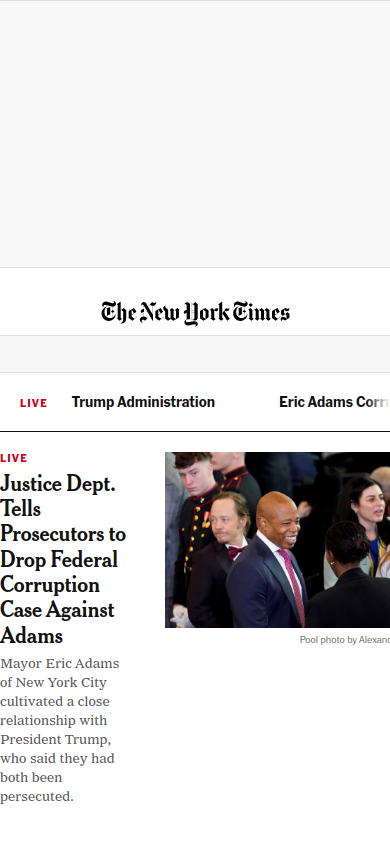 The New York Times
LIVE Trump Administration Eric Adams Corr
LIVE
Justice Dept.
Tells
Prosecutors to
Drop Federal
Corruption
Case Against
Adams
Mayor Eric Adams
of New York City
cultivated a close
relationship with
President Trump,
who said they had
both been
persecuted.
Pool photo by Alexan